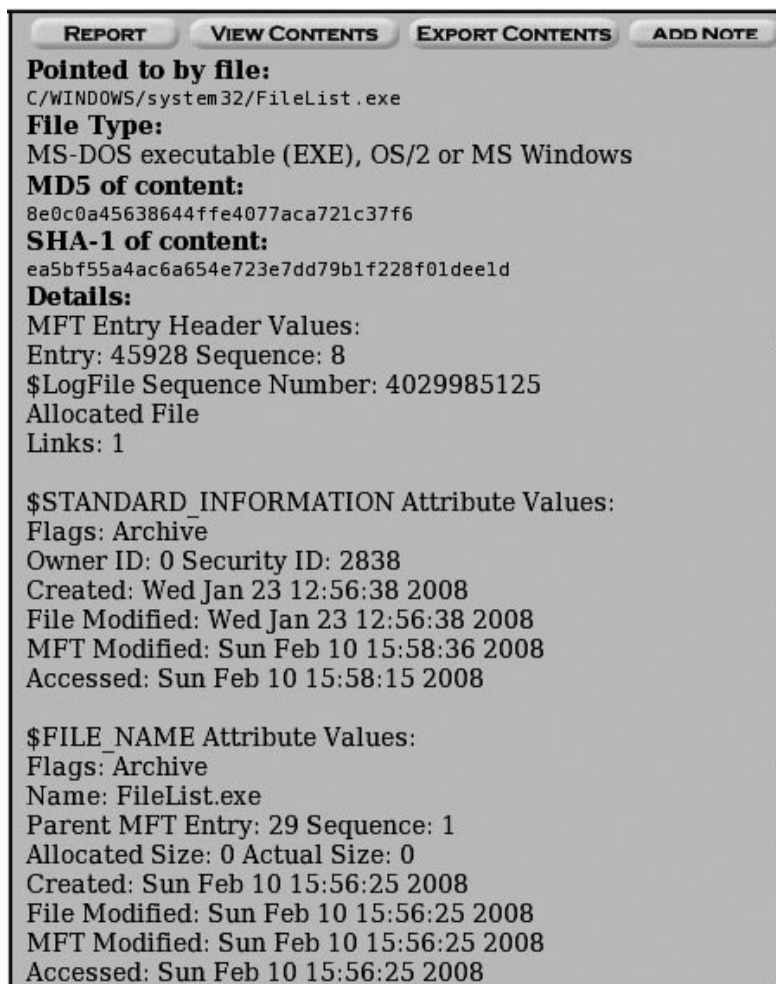 REPORT VIEW CONTENTS EXPORT CONTENTS ADD NOTE
Pointed to by file:
C/WINDOWS/system32/FileList.exe
File Type:
MS-DOS executable (EXE), OS/2 or MS Windows
MD5 of content:
8e0c0a45638644ffe4077aca721c37f6
SHA-1 of content:
ea5bf55a4ac6a654e723e7dd79b1f228f01dee1d
Details:
MFT Entry Header Values:
Entry: 45928 Sequence: 8
$LogFile Sequence Number: 4029985125
Allocated File
Links: 1
$STANDARD_INFORMATION Attribute Values:
Flags: Archive
Owner ID: 0 Security ID: 2838
Created: Wed Jan 23 12:56:38 2008
File Modified: Wed Jan 23 12:56:38 2008
MFT Modified: Sun Feb 10 15:58:36 2008
Accessed: Sun Feb 10 15:58:15 2008
$FILE_NAME Attribute Values:
Flags: Archive
Name: FileList.exe
Parent MFT Entry: 29 Sequence: 1
Allocated Size: 0 Actual Size: 0
Created: Sun Feb 10 15:56:25 2008
File Modified: Sun Feb 10 15:56:25 2008
MFT Modified: Sun Feb 10 15:56:25 2008
Accessed: Sun Feb 10 15:56:25 2008